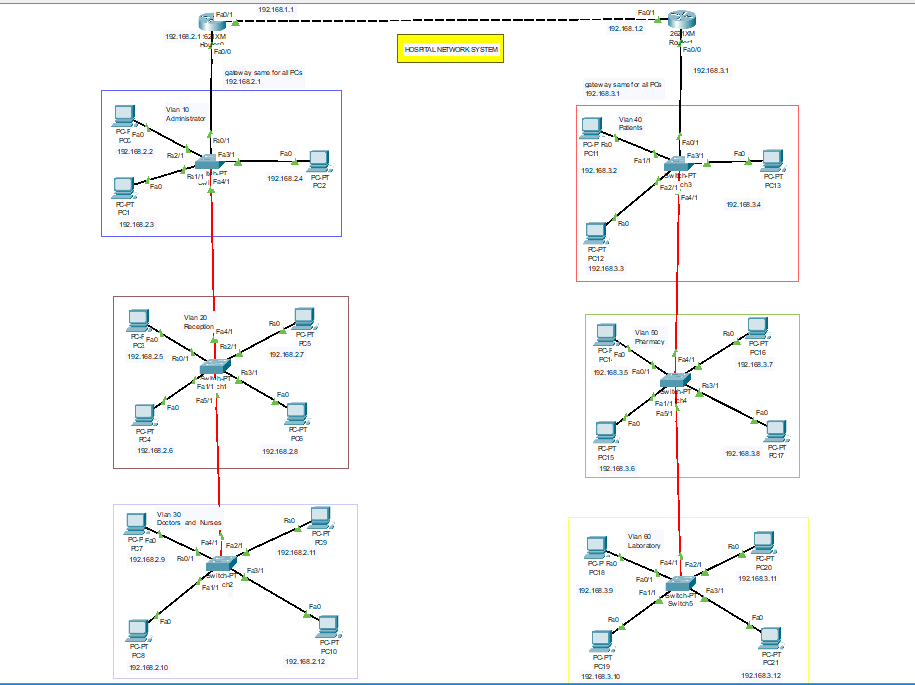 Fa0/1
192.168.1.1
Fa0/1
192.168.2.1
Fa0/0
192.168.1.2
Fa0/0
HOSPITAL NETWORK SYSTEM
gateway same for all PCs
192.168.2.1
192.168.3.1
gateway same for all PCs
192.168.3.1
Vlan 10
Administrator
Fa0
192.168.2.2
Fa2/1
Fa0/1
Fa3/1
Fa0
PC-PT
PC2
192.168.2.4
Fa1/1
Fa4/1
Fa0
PC-PT
PC1
192.168.2.3
Vlan 40
Patients
Fa0
PC11
192.168.3.2
Fa1/1
Fa0/1
Fa3/1
Fa0
PC-PT
PC13
192.168.3.4
Switch-PT
Fa2/1
Fa4/1
Fa0
PC-PT
PC12
192.168.3.3
Vlan 20
Reception
Fa0
192.168.2.5
Fa0/1
Fa4/1
Fa2/1
Fa0
PC-PT
PC5
192.168.2.7
Fa3/1
Fa1/1
Fa5/1
Fa0
PC-PT
PC4
192.168.2.6
Fa0
PC-PT
PC6
192.168.2.8
Vlan 50
Pharmacy
Fa0
192.168.3.5
Fa0/1
Fa4/1
Fa0
PC-PT
PC16
192.168.3.7
Switch-PT
Fa3/1
Fa1/1
Fa5/1
Fa0
PC-PT
PC15
192.168.3.6
Fa0
PC-PT
PC17
192.168.3.8
Vlan 30
Doctors and Nurses
Fa0
PC7
192.168.2.9
Fa0/1
Fa4/1
Fa2/1
Fa0
PC-PT
PC9
192.168.2.11
Switch-PT
Fa3/1
Fa1/1
Fa0
PC-PT
PC8
192.168.2.10
Fa0
PC-PT
PC10
192.168.2.12
Vlan 60
Laboratory
Fa0
PC18
192.168.3.9
Fa0/1
Fa4/1
Fa2/1
Fa0
PC-PT
PC20
192.168.3.11
Switch-PT
Switch5
Fa1/1
Fa3/1
Fa0
PC-PT
PC19
192.168.3.10
Fa0
PC-PT
PC21
192.168.3.12